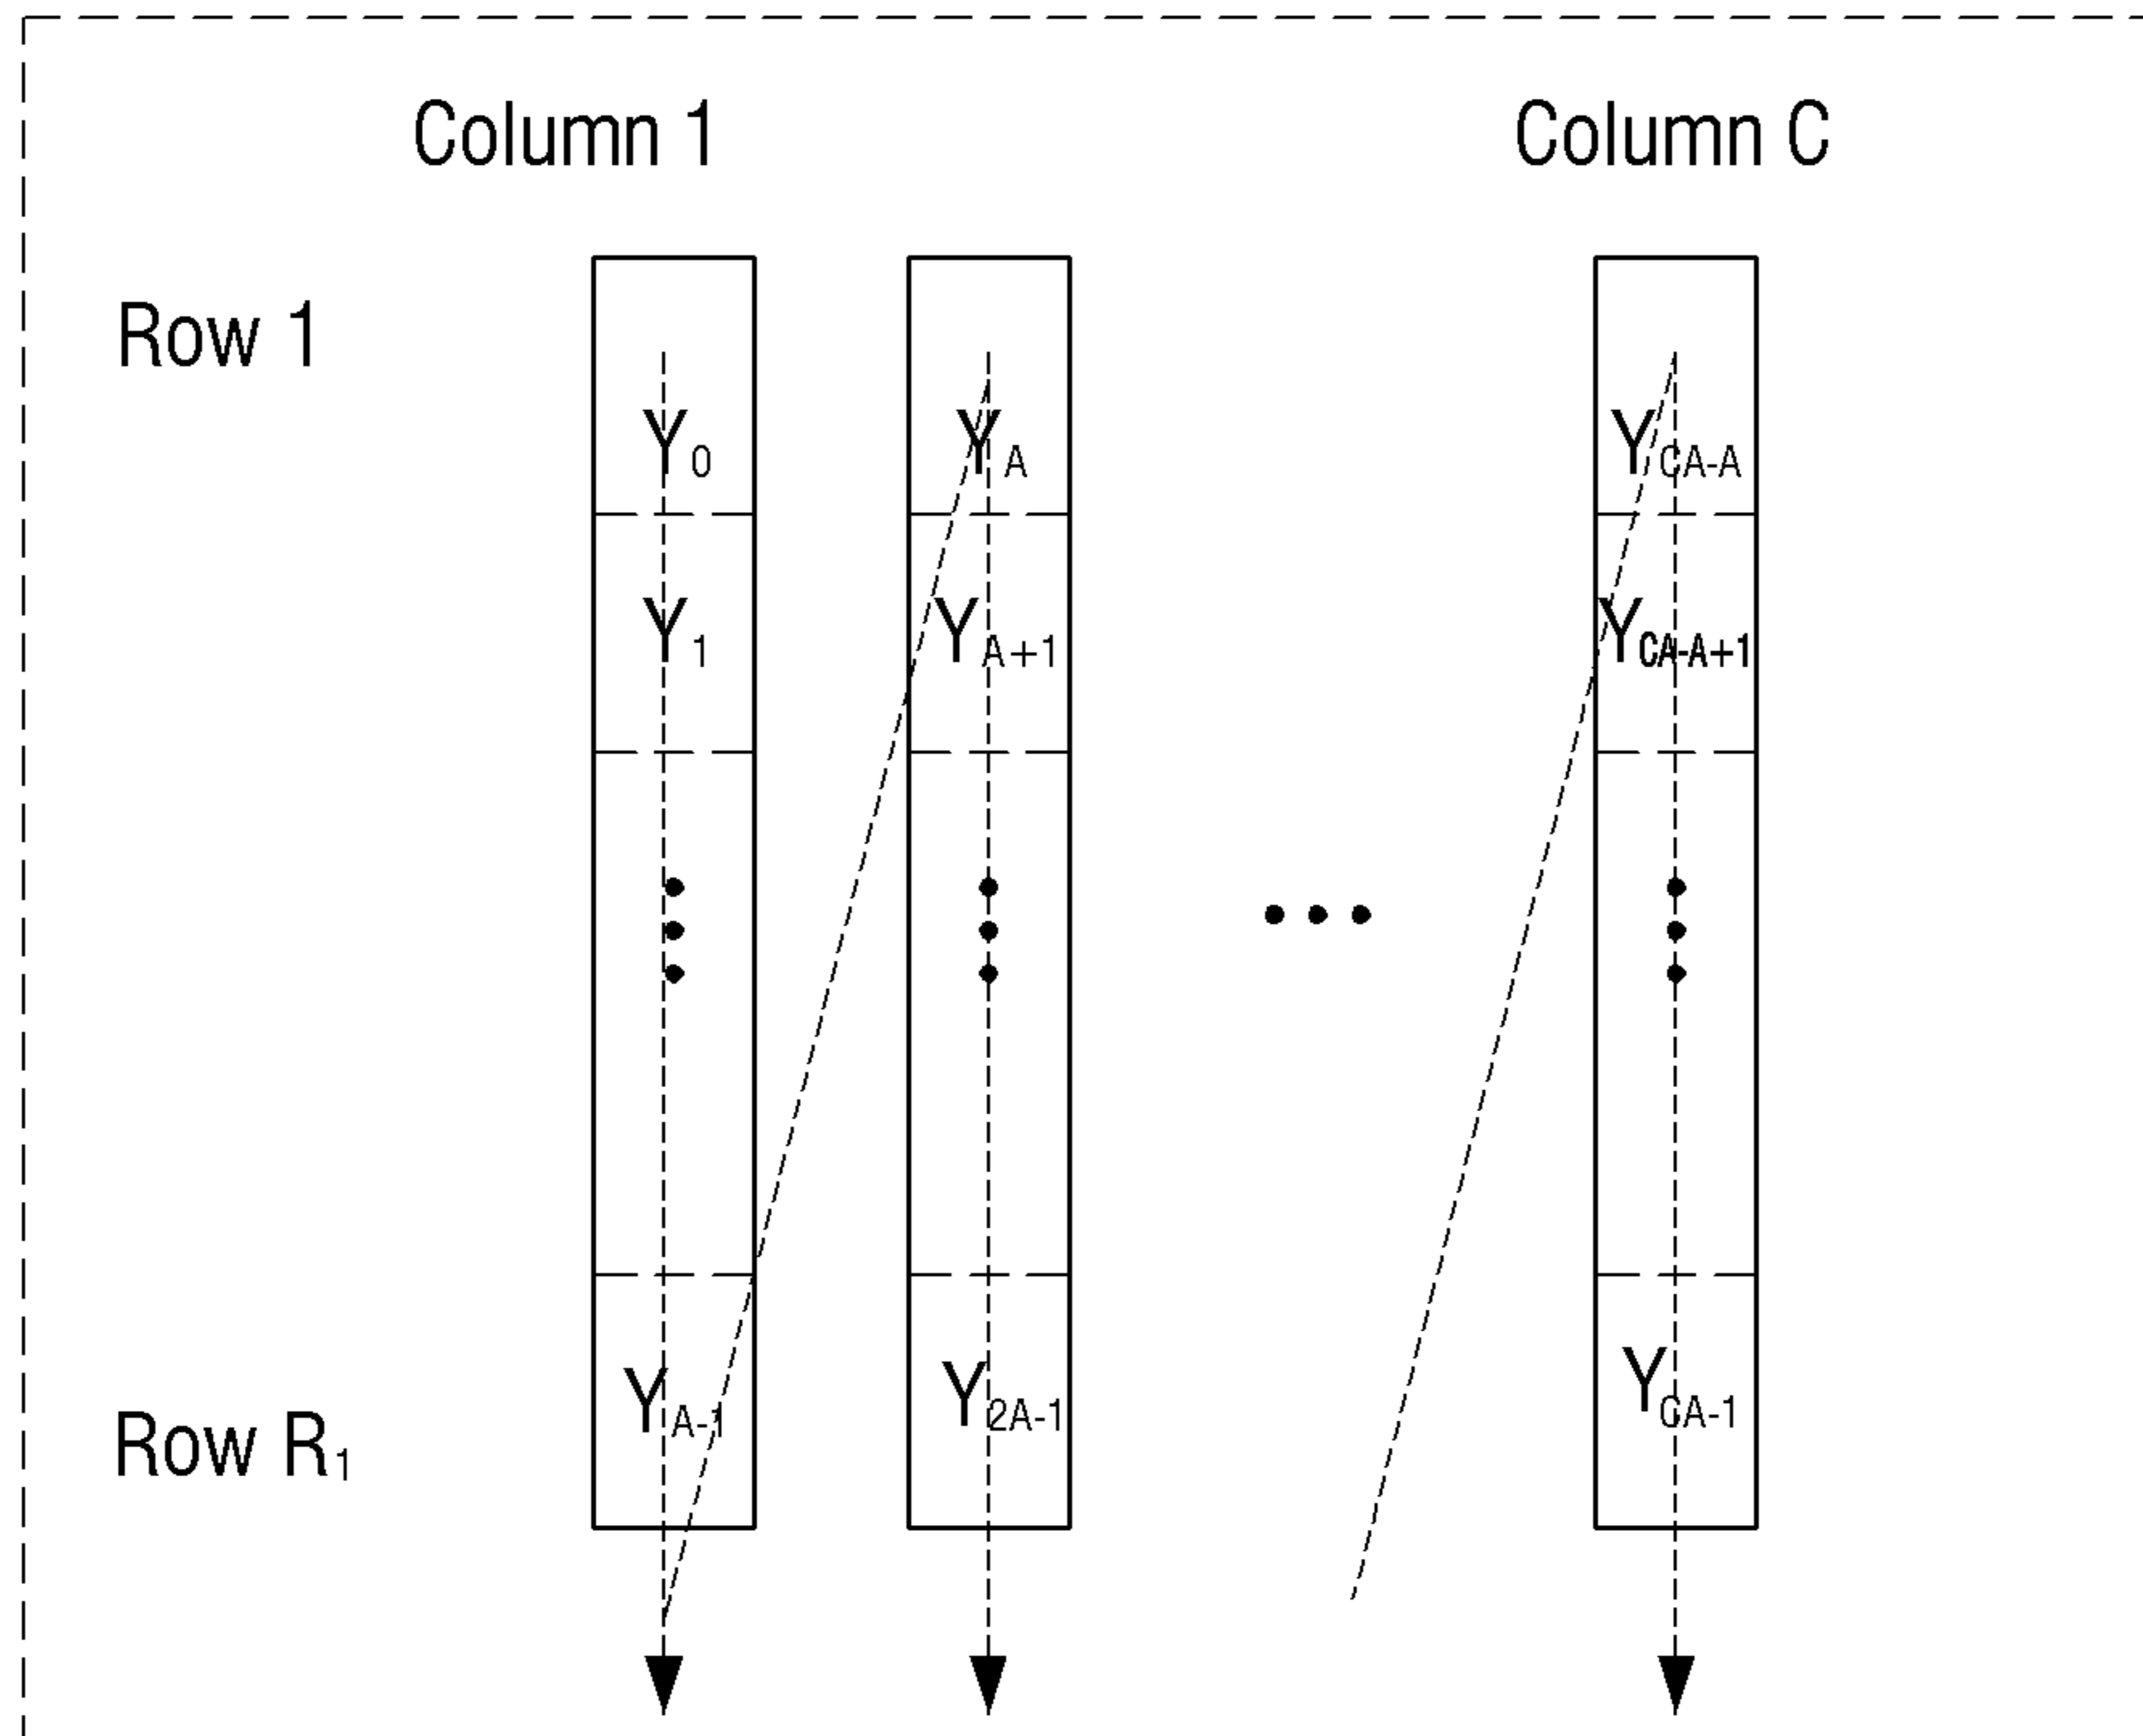 Column 1 Column C
Row 1
Y0 YA YCA-A
Y1 YA+1 YCA-A+1
YA-1 Y2A-1 YCA-1
Row R1